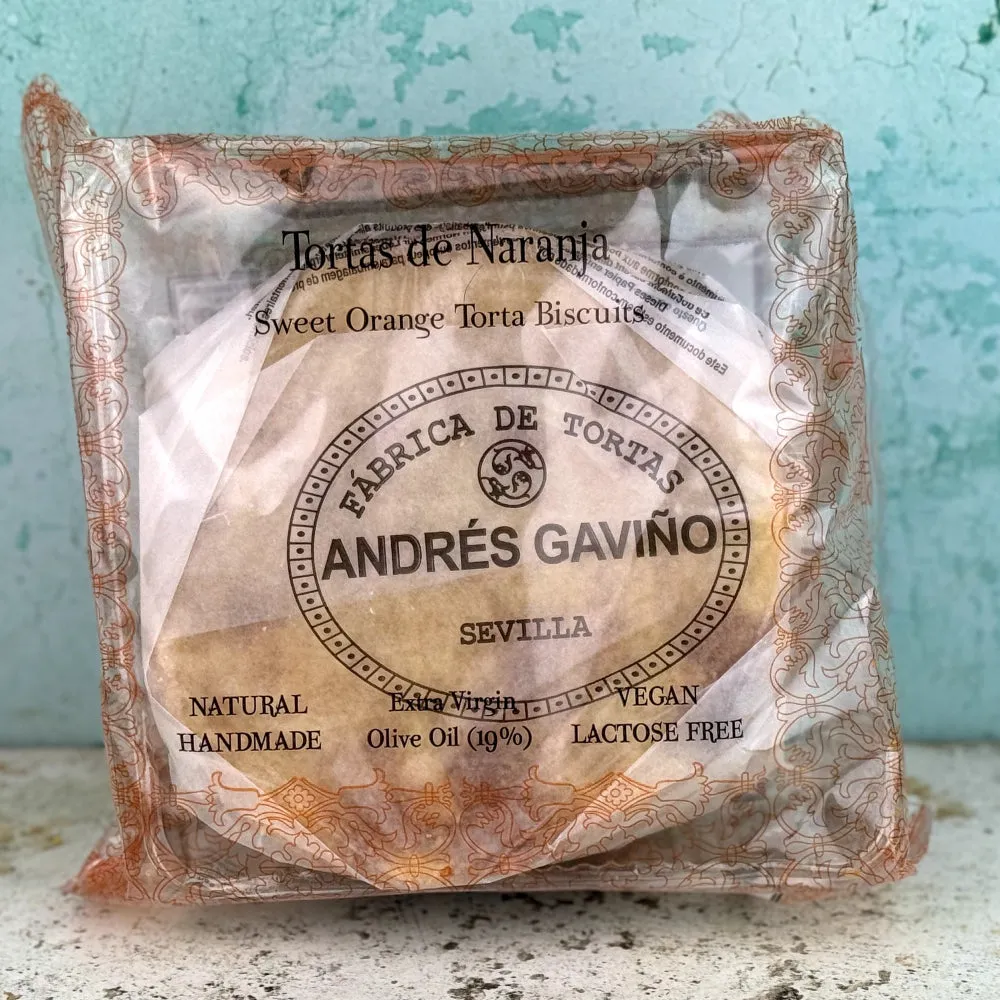 Tortas de Naranja
Sweet Orange Torta Biscuits
FÁBRICA DE TORTAS
ANDRÉS GAVIÑO
SEVILLA
NATURAL
HANDMADE
Extra Virgin
Olive Oil (19%)
VEGAN
LACTOSE FREE